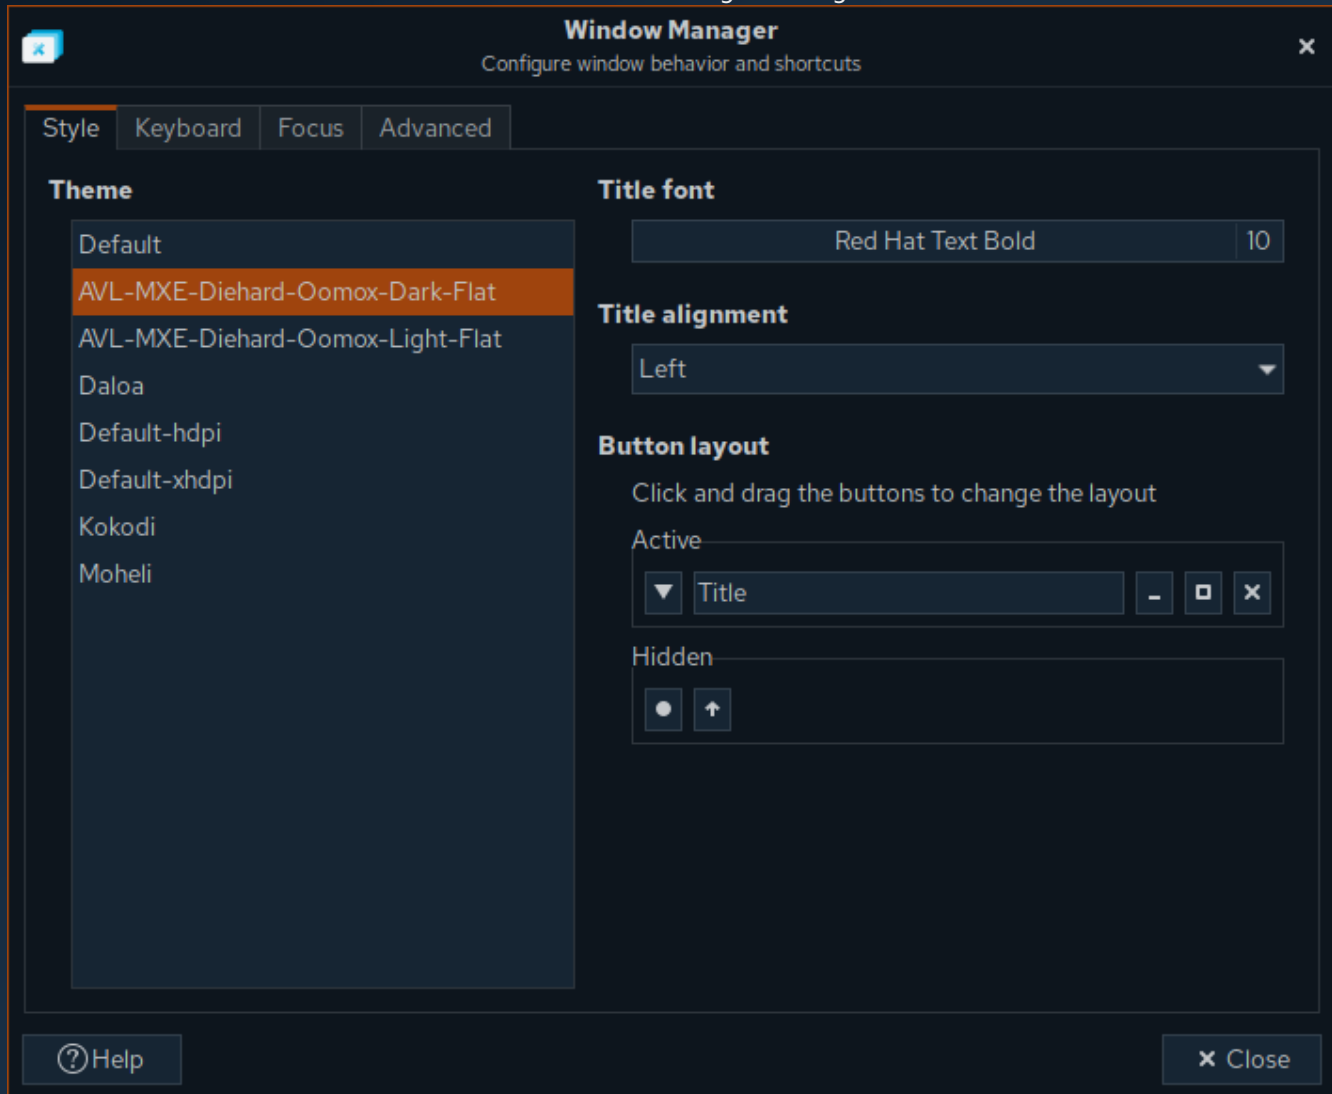 Window Manager
Configure window behavior and shortcuts
Style
Keyboard
Focus
Advanced
Theme
Default
AVL-MXE-Diehard-Oomox-Dark-Flat
AVL-MXE-Diehard-Oomox-Light-Flat
Daloa
Default-hdpi
Default-xhdpi
Kokodi
Moheli
Title font
Red Hat Text Bold
10
Title alignment
Left
Button layout
Click and drag the buttons to change the layout
Active
Title
Hidden
Help
Close